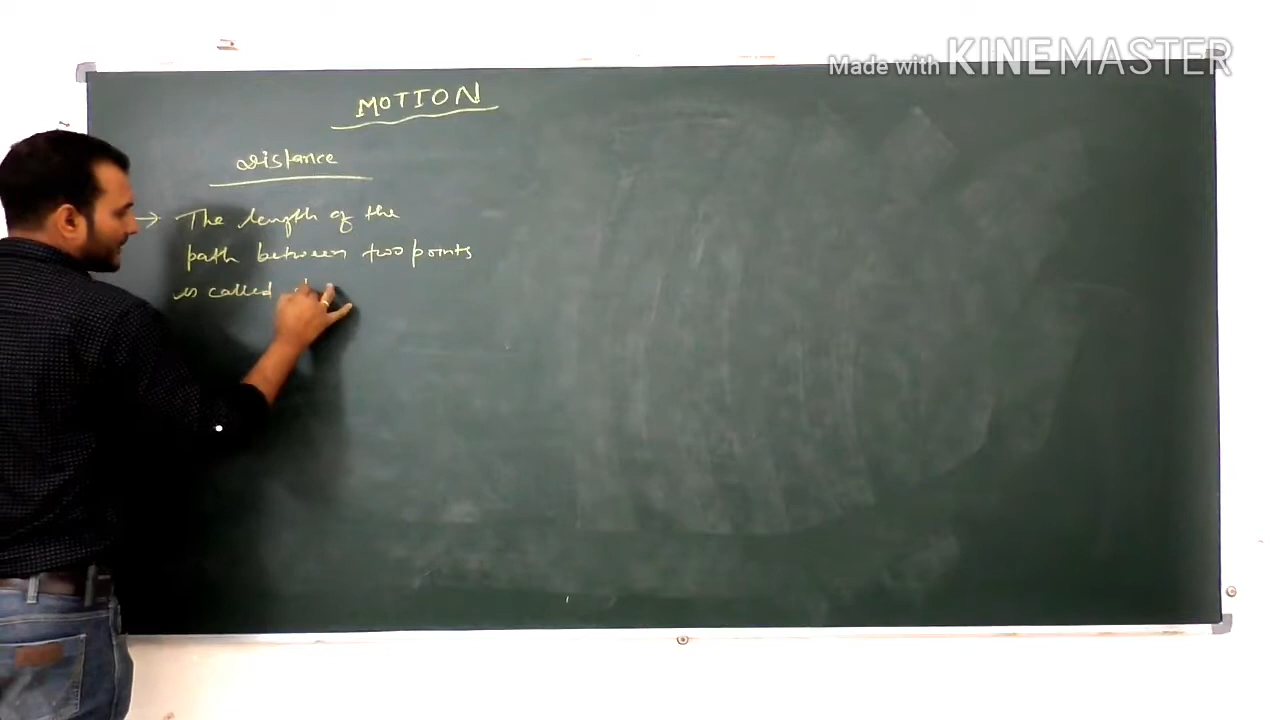 Made with KINEMASTER
MOTION
Distance
→ The length of the
path between two points
is called d